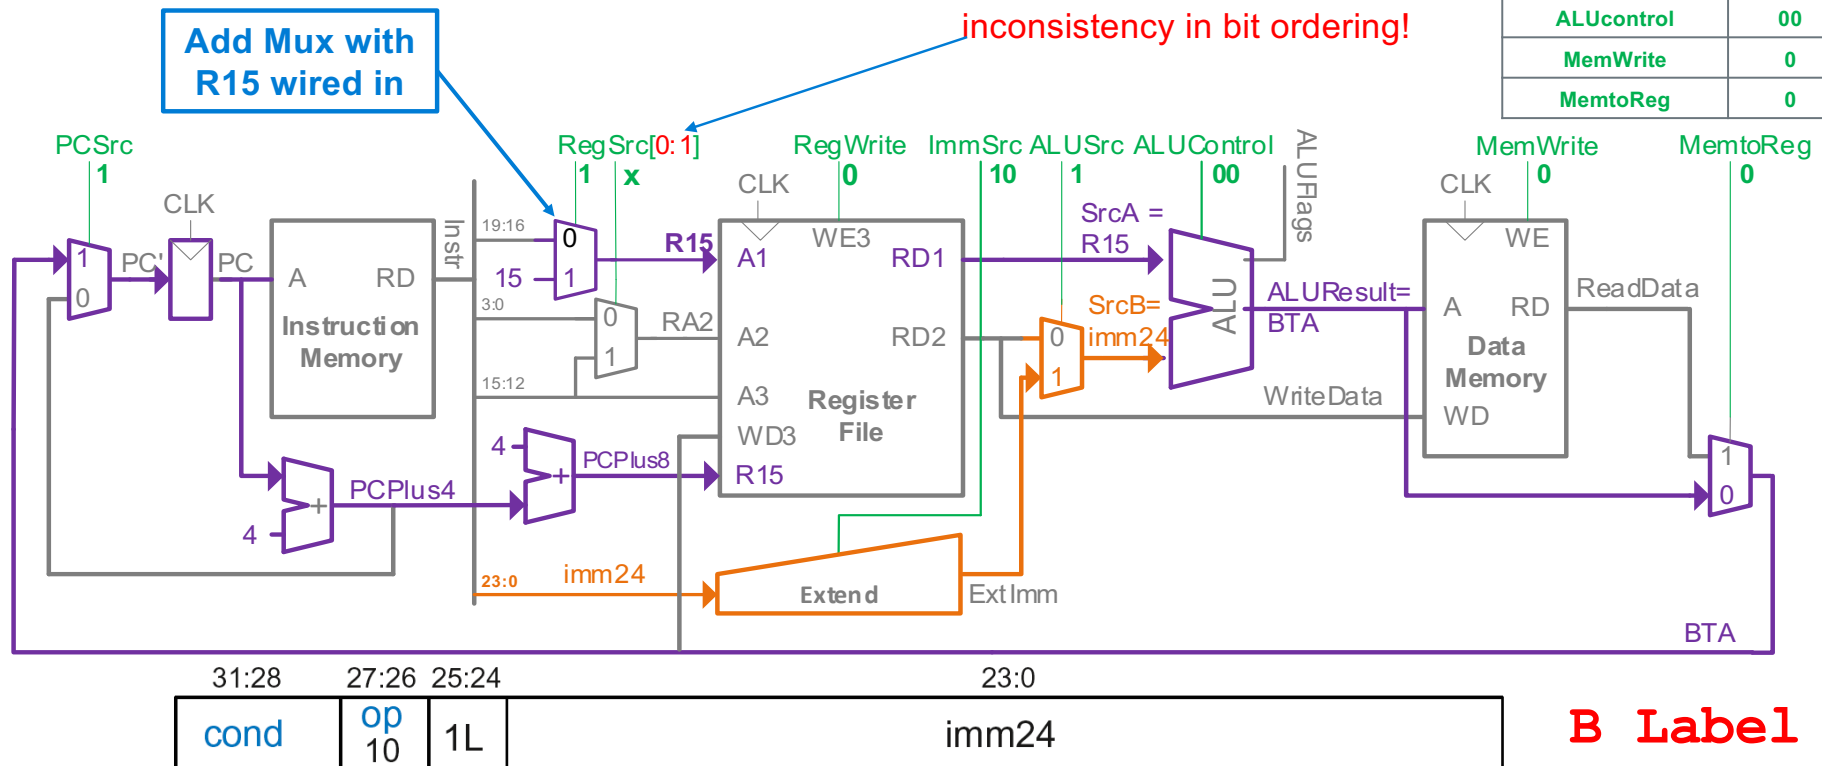 Add Mux with
R15 wired in
inconsistency in bit ordering!
ALUcontrol 00
MemWrite 0
MemtoReg 0
PCSrc
1
RegSrc[0:1]
1 x
RegWrite
0
ImmSrc
10
ALUSrc
1
ALUControl
00
ALUFlags
MemWrite
0
MemtoReg
0
CLK
CLK
CLK
Instr
19:16
0
15
1
R15
A1
WE3
RD1
SrcA =
R15
WE
1
0
PC'
PC
A
RD
Instruction
Memory
3:0
0
1
RA2
A2
RD2
0
1
SrcB=
imm24
ALU
ALUResult=
BTA
A
RD
ReadData
Data
Memory
15:12
A3
Register
File
WriteData
WD
WD3
4
+
PCPlus8
R15
1
0
PCPlus4
+
4
23:0
imm24
Extend
ExtImm
BTA
31:28
27:26
25:24
23:0
cond
op
10
1L
imm24
B Label